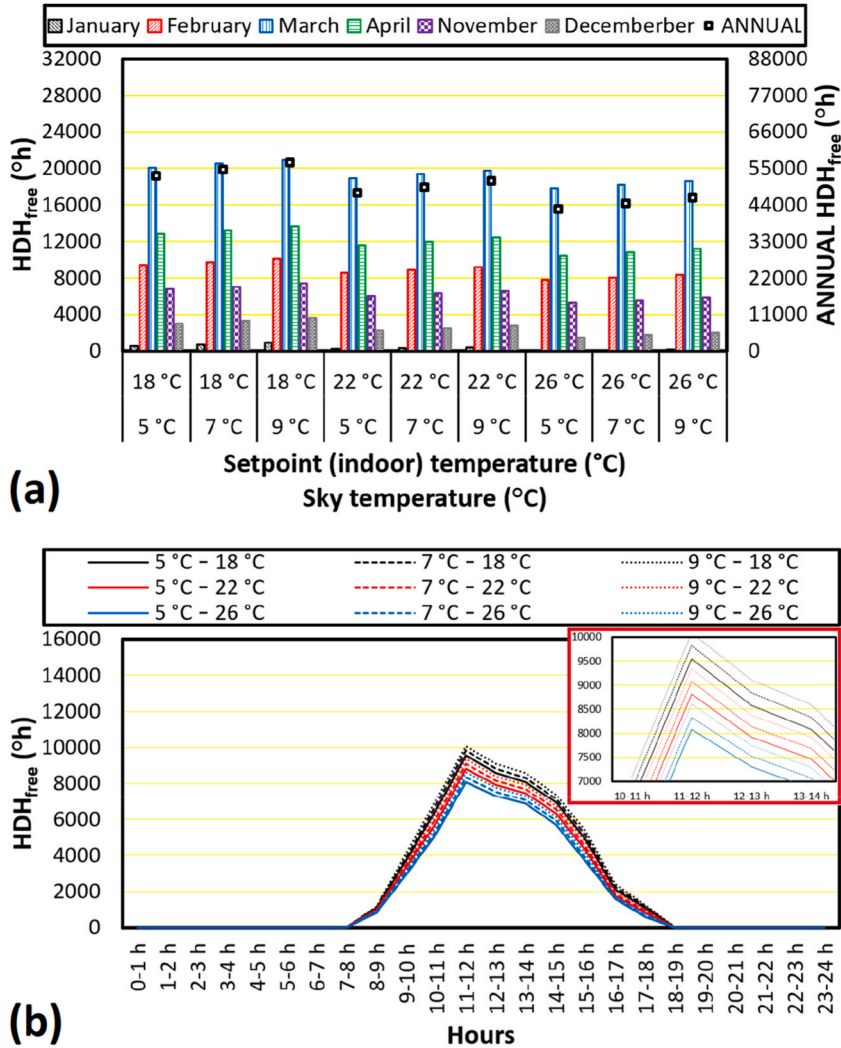 January February March April November Decemberber ANNUAL
32000 88000
28000 77000
24000 66000
20000 55000
16000 44000
12000 33000
8000 22000
4000 11000
0 0
HDHfree (°h)
ANNUAL HDHfree (°h)
18 °C 18 °C 18 °C 22 °C 22 °C 22 °C 26 °C 26 °C 26 °C
5 °C 7 °C 9 °C 5 °C 7 °C 9 °C 5 °C 7 °C 9 °C
Setpoint (indoor) temperature (°C)
Sky temperature (°C)
(a)
5 °C – 18 °C 7 °C – 18 °C 9 °C – 18 °C
5 °C – 22 °C 7 °C – 22 °C 9 °C – 22 °C
5 °C – 26 °C 7 °C – 26 °C 9 °C – 26 °C
16000
14000
12000
10000
8000
6000
4000
2000
0
HDHfree (°h)
10000
9500
9000
8500
8000
7500
7000
10-11 h 11-12 h 12-13 h 13-14 h
0-1 h 1-2 h 2-3 h 3-4 h 4-5 h 5-6 h 6-7 h 7-8 h 8-9 h 9-10 h 10-11 h 11-12 h 12-13 h 13-14 h 14-15 h 15-16 h 16-17 h 17-18 h 18-19 h 19-20 h 20-21 h 21-22 h 22-23 h 23-24 h
Hours
(b)